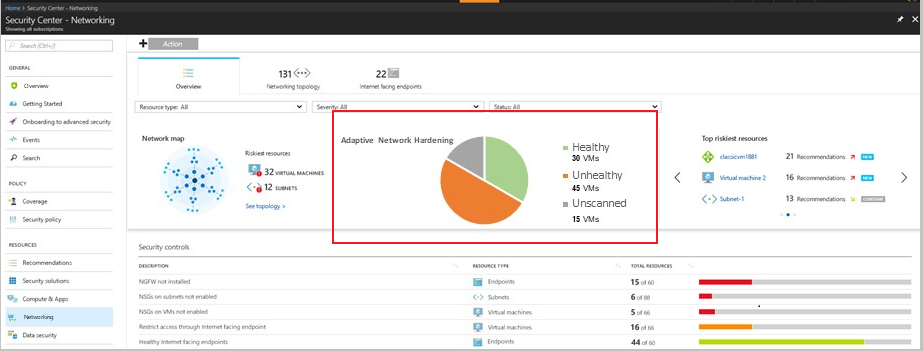 Home > Security Center - Networking
Security Center - Networking
Showing all subscriptions
Search (Ctrl+/)
GENERAL
Overview
Getting Started
Onboarding to advanced security
Events
Search
POLICY
Coverage
Security policy
RESOURCES
Recommendations
Security solutions
Compute & Apps
Networking
Data security
+ Action
Overview
131
Networking topology
22
Internet facing endpoints
Resource type: All
Severity: All
Status: All
Network map
Riskiest resources
32 VIRTUAL MACHINES
12 SUBNETS
See topology >
Adaptive Network Hardening
Healthy
30 VMs
Unhealthy
45 VMs
Unscanned
15 VMs
Top riskiest resources
classicvm1881 21 Recommendations NEW
Virtual machine 2 16 Recommendations NEW
Subnet-1 13 Recommendations CONSTANT
Security controls
DESCRIPTION RESOURCE TYPE TOTAL RESOURCES
NGFW not installed Endpoints 15 of 60
NSGs on subnets not enabled Subnets 6 of 88
NSGs on VMs not enabled Virtual machines 5 of 66
Restrict access through Internet facing endpoint Virtual machines 16 of 66
Healthy Internet facing endpoints Endpoints 44 of 60